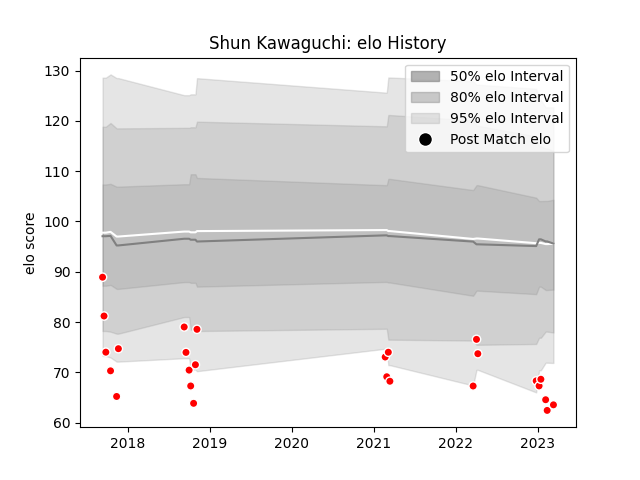 Shun Kawaguchi: elo History
50% elo Interval
80% elo Interval
95% elo Interval
Post Match elo
elo score
130
120
110
100
90
80
70
60
2018
2019
2020
2021
2022
2023